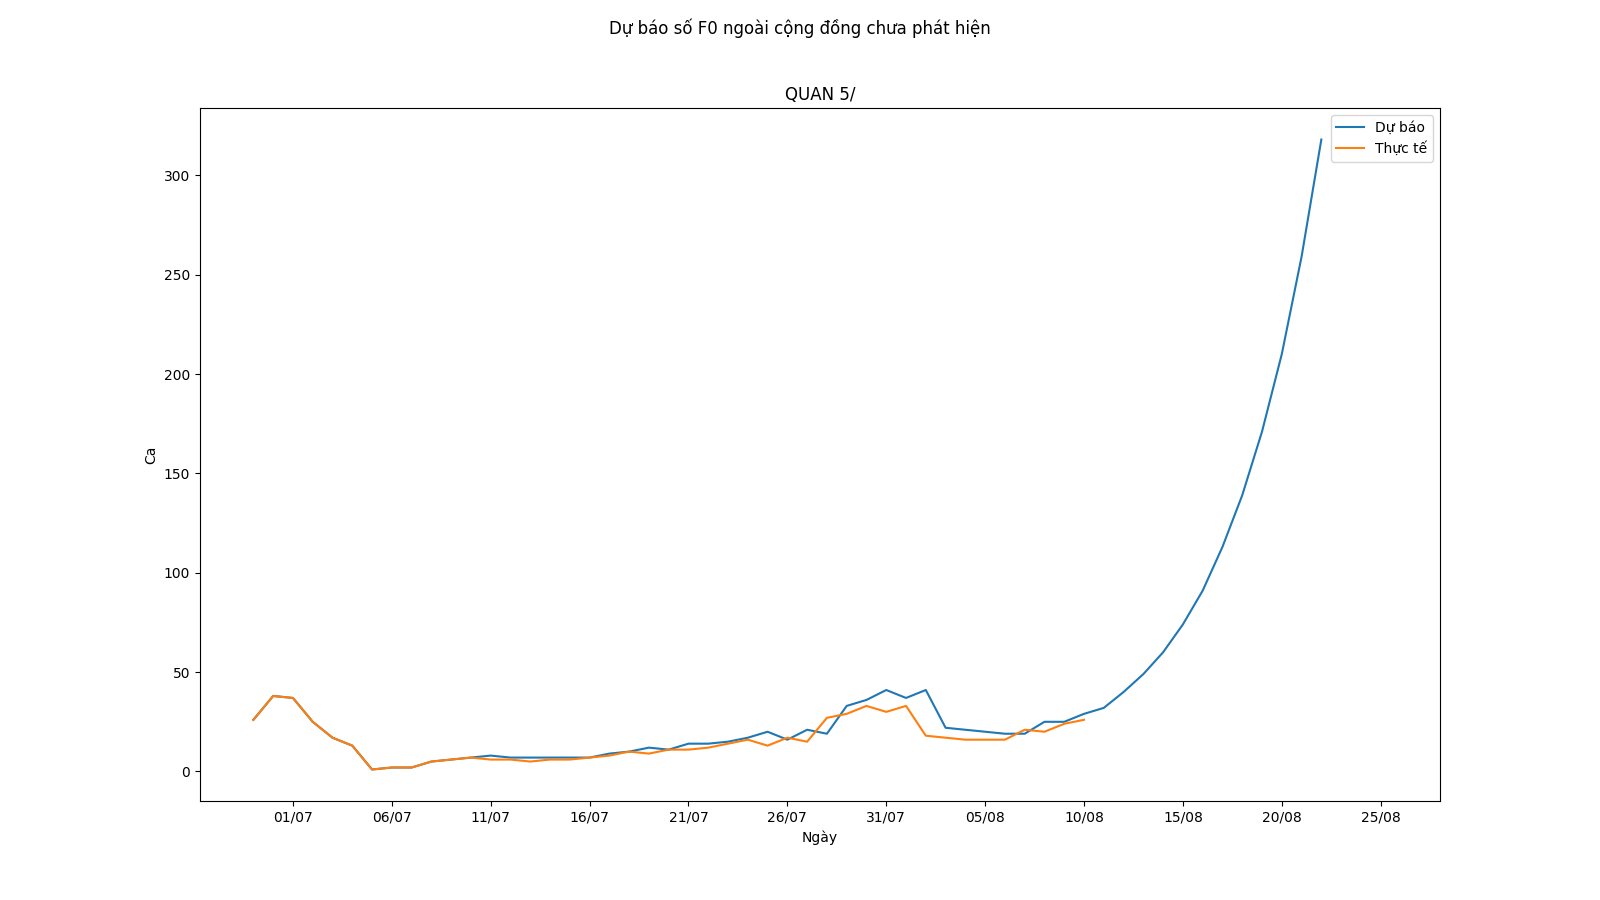 Dự báo số F0 ngoài cộng đồng chưa phát hiện
QUAN 5/
Dự báo
Thực tế
300
250
200
150
100
50
0
Ca
01/07 06/07 11/07 16/07 21/07 26/07 31/07 05/08 10/08 15/08 20/08 25/08
Ngày